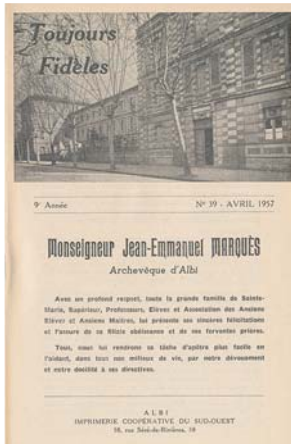 Toujours
Fidèles
9ᵉ Année
Nº 39 - AVRIL 1957
Monseigneur Jean-Emmanuel MARQUÈS
Archevêque d'Albi
Avec un profond respect, toute la grande famille de Sainte-
Marie, Supérieur, Professeurs, Élèves et Association des Anciens
Élèves et Anciens Maîtres, lui présente ses sincères félicitations
et l'assure de sa filiale obéissance et de ses ferventes prières.
Tous, nous lui rendrons sa tâche d'apôtre plus facile en
l'aidant, dans tous nos milieux de vie, par notre dévouement
et notre docilité à ses directives.
ALBI
IMPRIMERIE COOPÉRATIVE DU SUD-OUEST
rue Séré-de-Rivières,